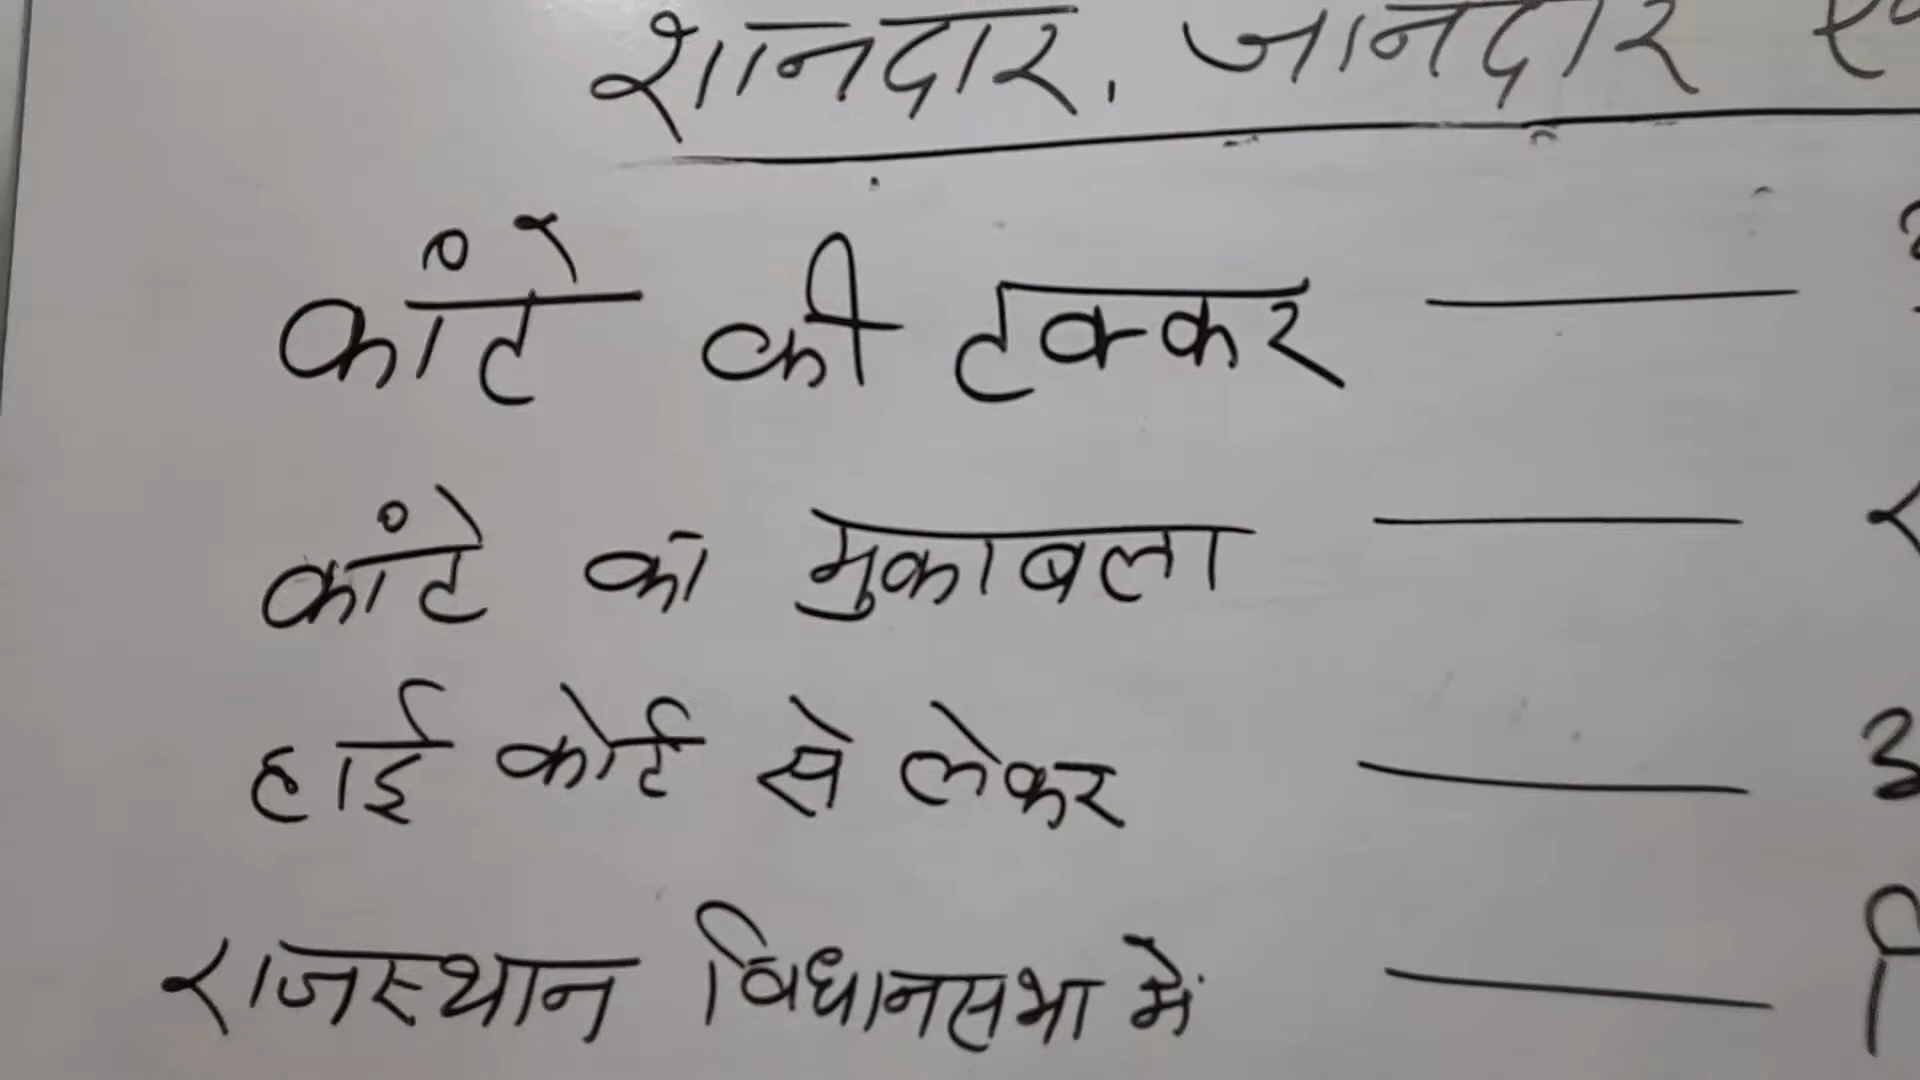 शानदार, जानदार
कांटे की टक्कर ———
कांटे का मुकाबला ———
हाई कोर्ट से लेकर ———
राजस्थान विधानसभा में ———